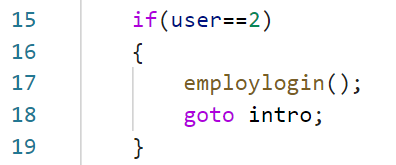 15 if(user==2)
16 {
17 employlogin();
18 goto intro;
19 }